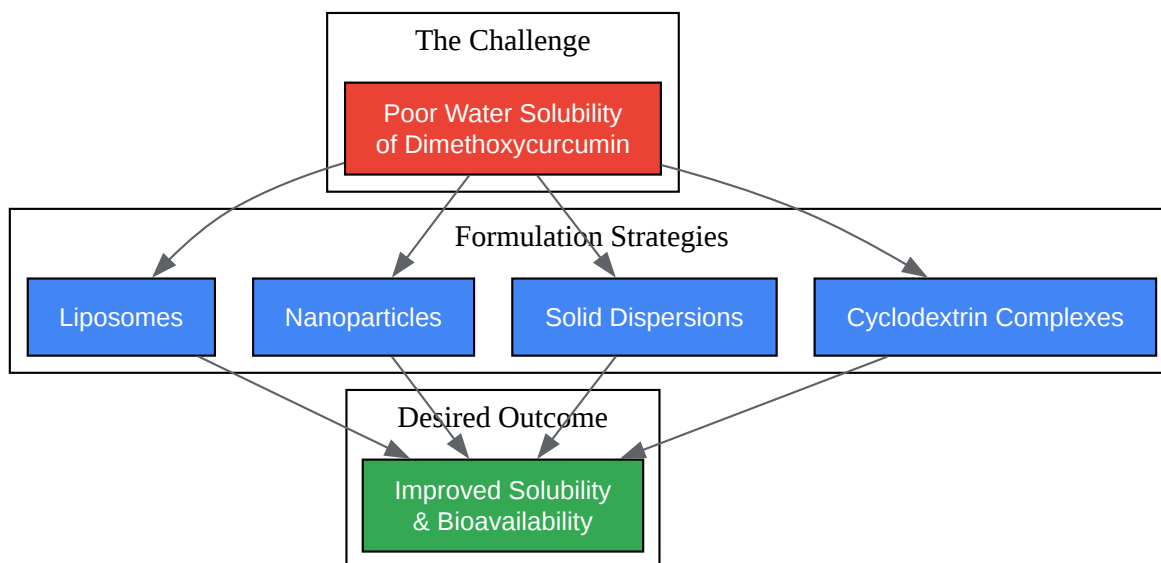 The Challenge
Poor Water Solubility
of Dimethoxycurcumin
Formulation Strategies
Liposomes
Nanoparticles
Solid Dispersions
Cyclodextrin Complexes
Desired Outcome
Improved Solubility
& Bioavailability